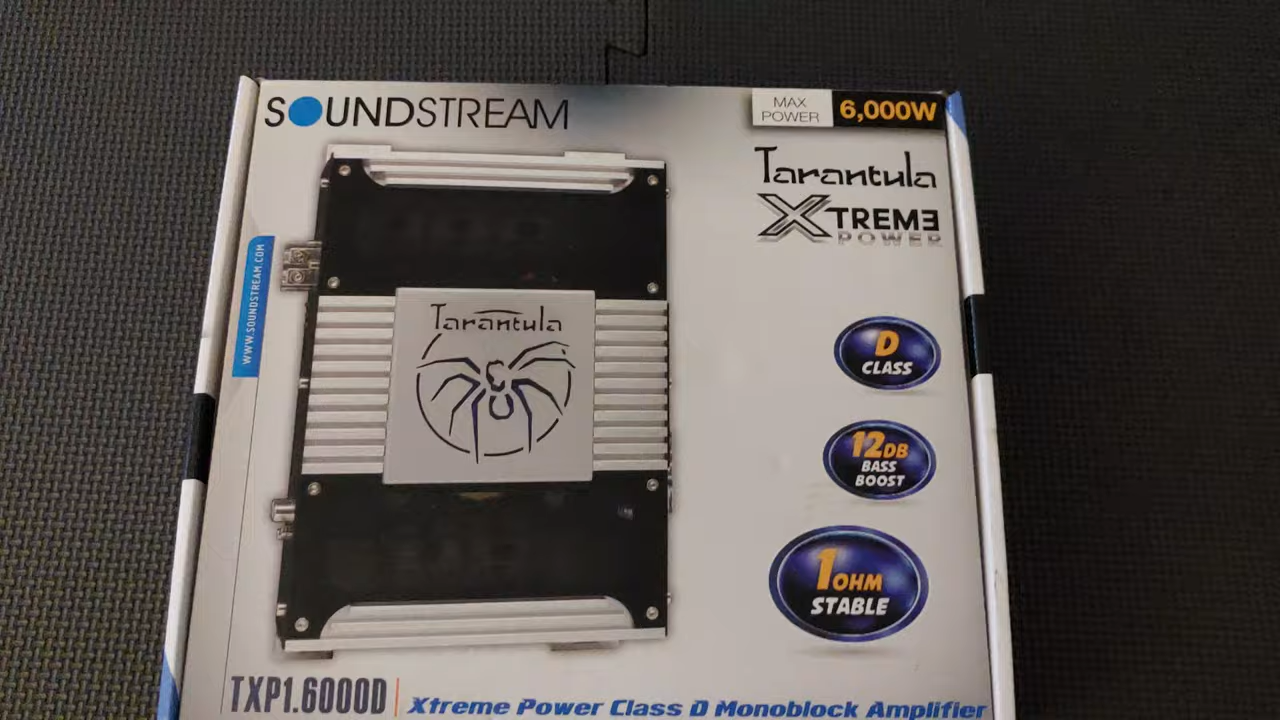 SOUNDSTREAM
MAX
POWER
6,000W
Tarantula
XTREME
POWER
WWW.SOUNDSTREAM.COM
Tarantula
D
CLASS
12DB
BASS
BOOST
1OHM
STABLE
TXP1.6000D | Xtreme Power Class D Monoblock Amplifier